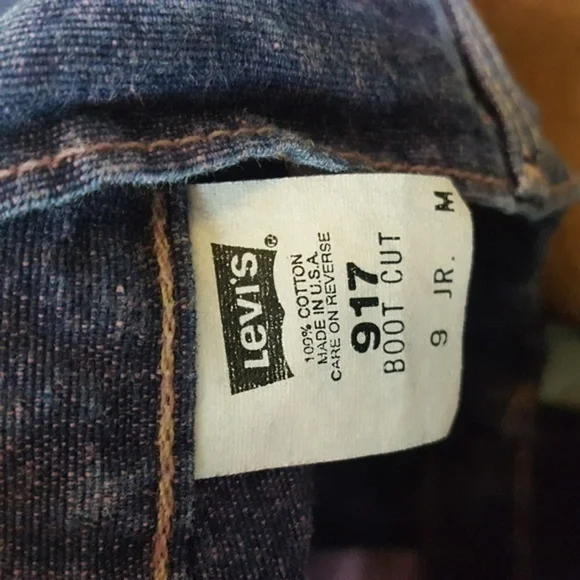 Levi's ®
100% COTTON
MADE IN U.S.A.
CARE ON REVERSE
917
BOOT CUT
9 JR. M